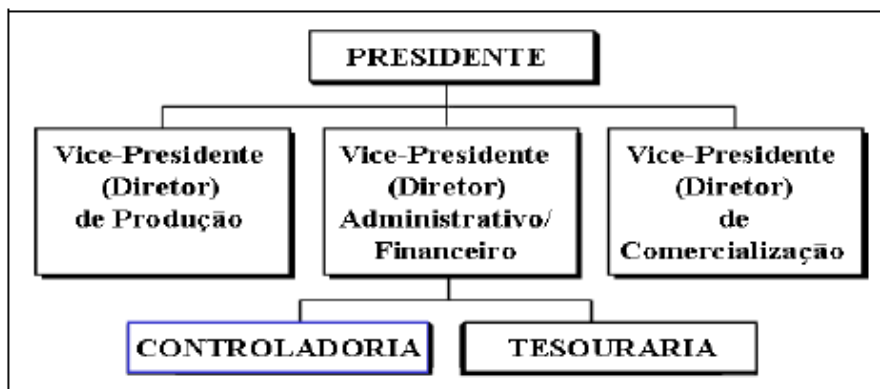 PRESIDENTE
Vice-Presidente
(Diretor)
de Produção
Vice-Presidente
(Diretor)
Administrativo/
Financeiro
Vice-Presidente
(Diretor)
de
Comercialização
CONTROLADORIA
TESOURARIA